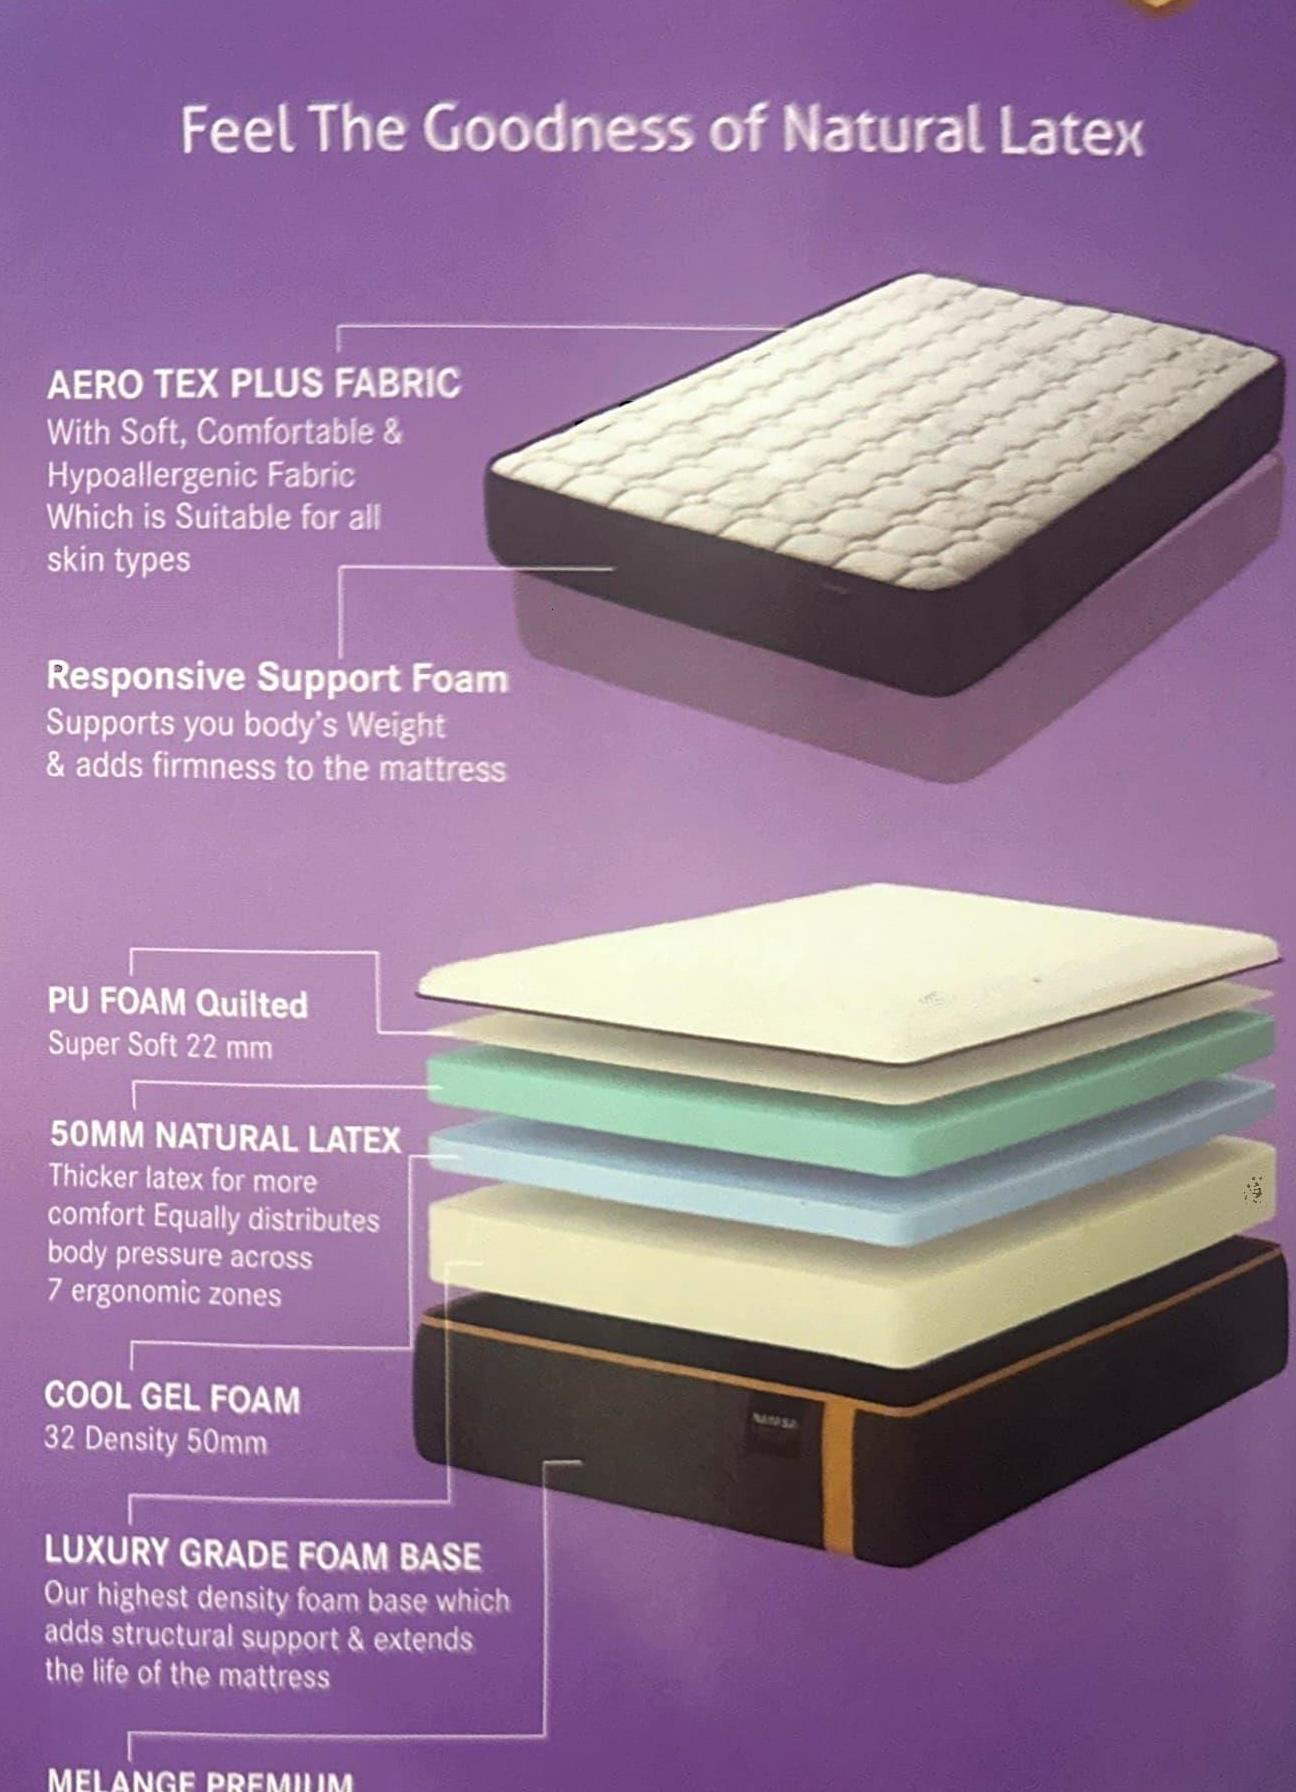 Feel The Goodness of Natural Latex
AERO TEX PLUS FABRIC
With Soft, Comfortable &
Hypoallergenic Fabric
Which is Suitable for all
skin types
Responsive Support Foam
Supports you body's Weight
& adds firmness to the mattress
PU FOAM Quilted
Super Soft 22 mm
50MM NATURAL LATEX
Thicker latex for more
comfort Equally distributes
body pressure across
7 ergonomic zones
COOL GEL FOAM
32 Density 50mm
LUXURY GRADE FOAM BASE
Our highest density foam base which
adds structural support & extends
the life of the mattress
MELANGE PREMIUM